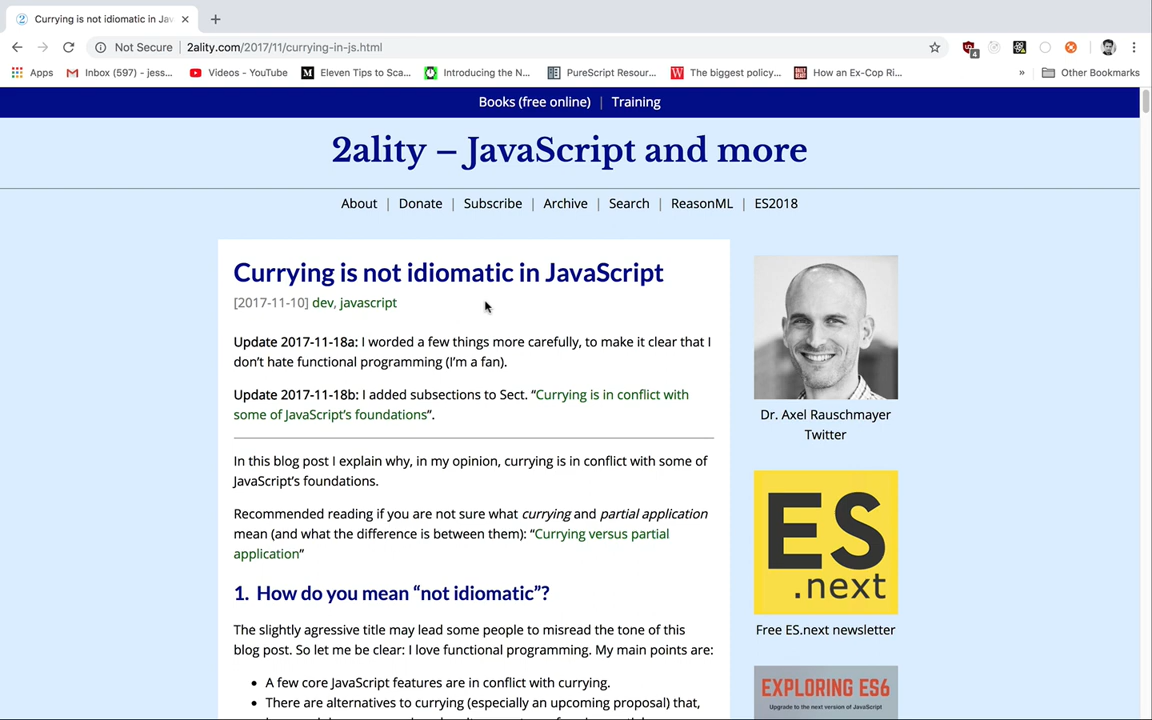 Currying is not idiomatic in Jav
Not Secure | 2ality.com/2017/11/currying-in-js.html
4
Apps
Inbox (597) - jess...
Videos - YouTube
Eleven Tips to Sca...
Introducing the N...
PureScript Resour...
The biggest policy...
How an Ex-Cop Ri...
»
Other Bookmarks
Books (free online) | Training
2ality – JavaScript and more
About | Donate | Subscribe | Archive | Search | ReasonML | ES2018
Currying is not idiomatic in JavaScript
[2017-11-10] dev, javascript
Update 2017-11-18a: I worded a few things more carefully, to make it clear that I
don’t hate functional programming (I’m a fan).
Update 2017-11-18b: I added subsections to Sect. “Currying is in conflict with
some of JavaScript’s foundations”.
In this blog post I explain why, in my opinion, currying is in conflict with some of
JavaScript’s foundations.
Recommended reading if you are not sure what currying and partial application
mean (and what the difference is between them): “Currying versus partial
application”
1. How do you mean “not idiomatic”?
The slightly agressive title may lead some people to misread the tone of this
blog post. So let me be clear: I love functional programming. My main points are:
• A few core JavaScript features are in conflict with currying.
• There are alternatives to currying (especially an upcoming proposal) that,
Dr. Axel Rauschmayer
Twitter
ES
.next
Free ES.next newsletter
EXPLORING ES6
Upgrade to the next version of JavaScript